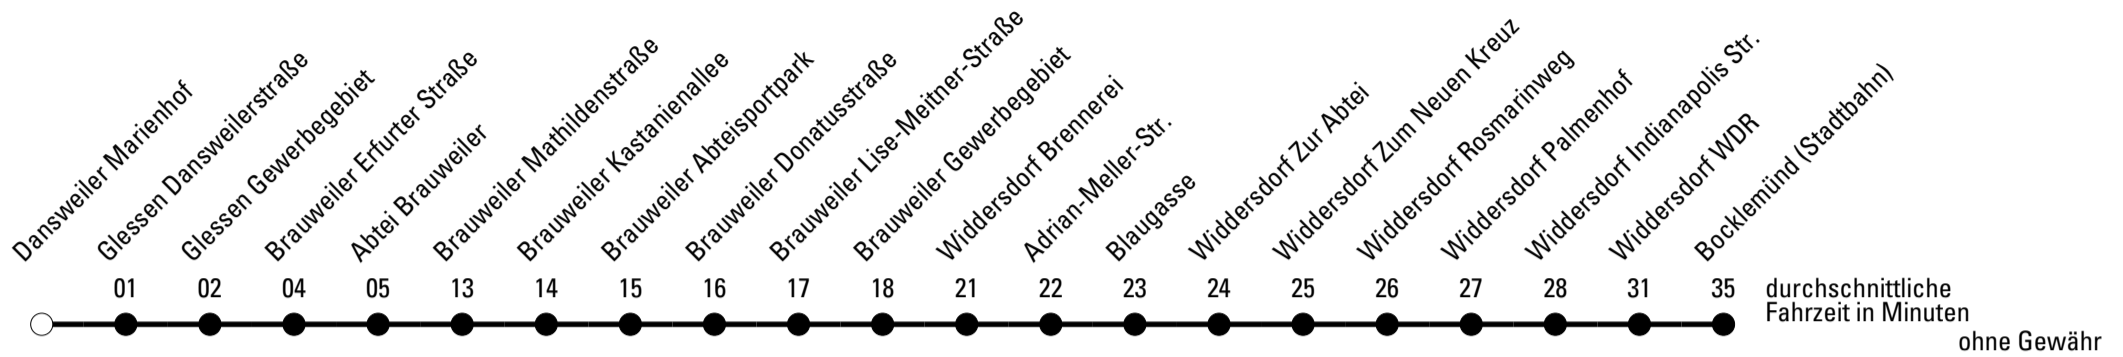 Dansweiler Marienhof
Glessen Dansweilerstraße
Glessen Gewerbegebiet
Brauweiler Erfurter Straße
Abtei Brauweiler
Brauweiler Mathildenstraße
Brauweiler Kastanienallee
Brauweiler Abteisportpark
Brauweiler Donatusstraße
Brauweiler Lise-Meitner-Straße
Brauweiler Gewerbegebiet
Widdersdorf Brennerei
Adrian-Meller-Str.
Blaugasse
Widdersdorf Zur Abtei
Widdersdorf Zum Neuen Kreuz
Widdersdorf Rosmarinweg
Widdersdorf Palmenhof
Widdersdorf Indianapolis Str.
Widdersdorf WDR
Bocklemünd (Stadtbahn)
01 02 04 05 13 14 15 16 17 18 21 22 23 24 25 26 27 28 31 35 durchschnittliche
Fahrzeit in Minuten
ohne Gewähr